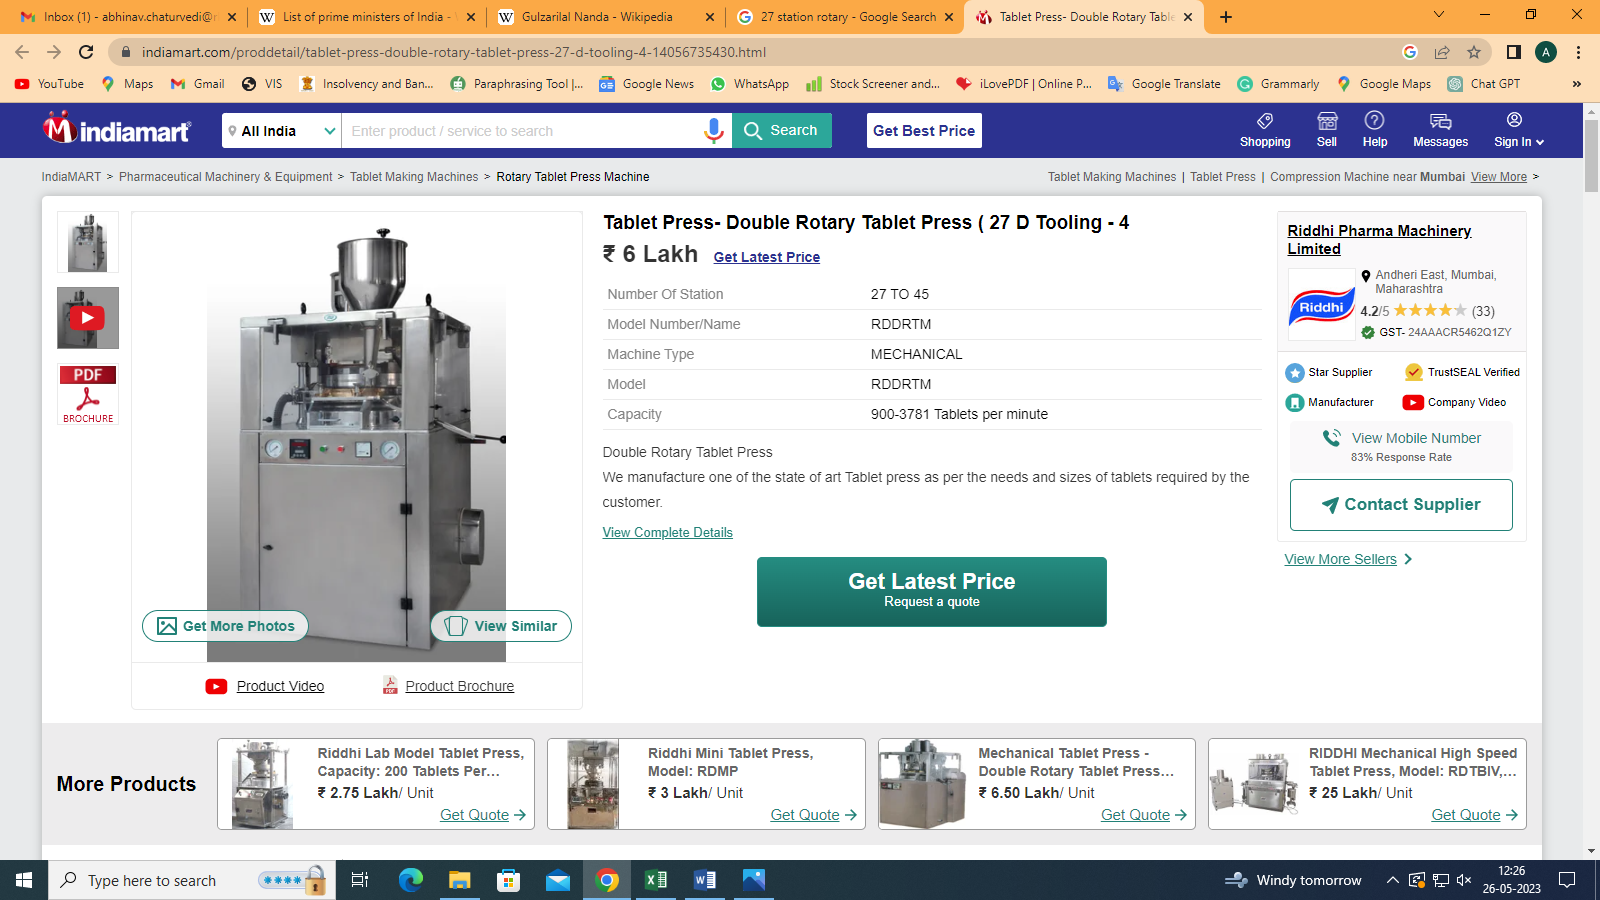 Inbox (1) - abhinav.chaturvedi@r
List of prime ministers of India -
Gulzarilal Nanda - Wikipedia
27 station rotary - Google Search
Tablet Press- Double Rotary Table
indiamart.com/proddetail/tablet-press-double-rotary-tablet-press-27-d-tooling-4-14056735430.html
A
YouTube
Maps
Gmail
VIS
Insolvency and Ban...
Paraphrasing Tool |...
Google News
WhatsApp
Stock Screener and...
iLovePDF | Online P...
Google Translate
Grammarly
Google Maps
Chat GPT
»
indiamart
All India
Enter product / service to search
Search
Get Best Price
Shopping
Sell
Help
Messages
Sign In
IndiaMART > Pharmaceutical Machinery & Equipment > Tablet Making Machines > Rotary Tablet Press Machine
Tablet Making Machines | Tablet Press | Compression Machine near Mumbai View More >
PDF
BROCHURE
Get More Photos
View Similar
Product Video
Product Brochure
Tablet Press- Double Rotary Tablet Press ( 27 D Tooling - 4
₹ 6 Lakh Get Latest Price
Number Of Station 27 TO 45
Model Number/Name RDDRTM
Machine Type MECHANICAL
Model RDDRTM
Capacity 900-3781 Tablets per minute
Double Rotary Tablet Press
We manufacture one of the state of art Tablet press as per the needs and sizes of tablets required by the
customer.
View Complete Details
Get Latest Price
Request a quote
Riddhi Pharma Machinery
Limited
Riddhi
Andheri East, Mumbai,
Maharashtra
4.2/5 (33)
GST- 24AAACR5462Q1ZY
Star Supplier
TrustSEAL Verified
Manufacturer
Company Video
View Mobile Number
83% Response Rate
Contact Supplier
View More Sellers
More Products
Riddhi Lab Model Tablet Press,
Capacity: 200 Tablets Per...
₹ 2.75 Lakh/ Unit
Get Quote
Riddhi Mini Tablet Press,
Model: RDMP
₹ 3 Lakh/ Unit
Get Quote
Mechanical Tablet Press -
Double Rotary Tablet Press...
₹ 6.50 Lakh/ Unit
Get Quote
RIDDHI Mechanical High Speed
Tablet Press, Model: RDTBIV,...
₹ 25 Lakh/ Unit
Get Quote
Type here to search
Windy tomorrow
12:26
26-05-2023